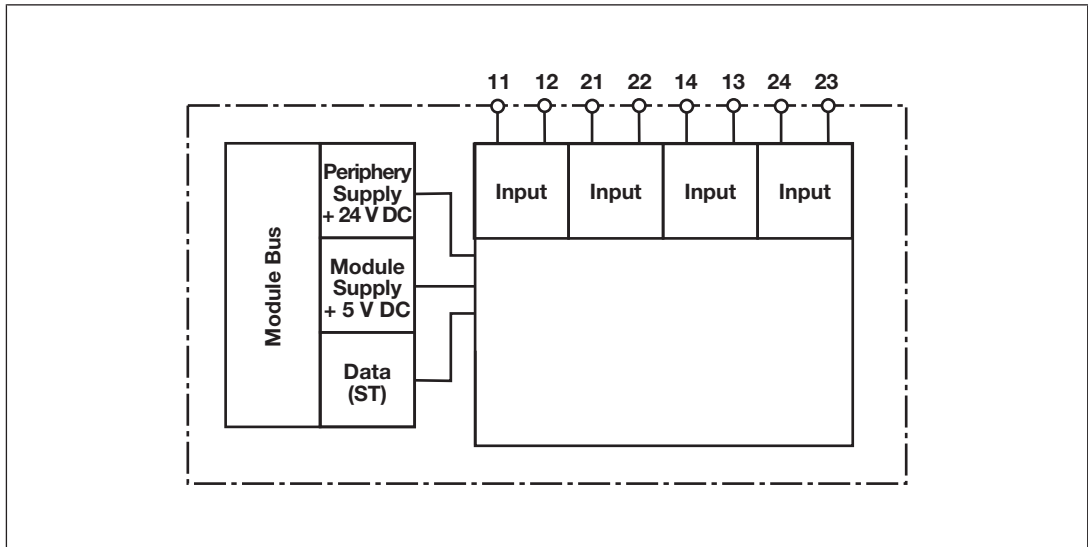 11 12 21 22 14 13 24 23
Module Bus
Periphery
Supply
+ 24 V DC
Module
Supply
+ 5 V DC
Data
(ST)
Input Input Input Input